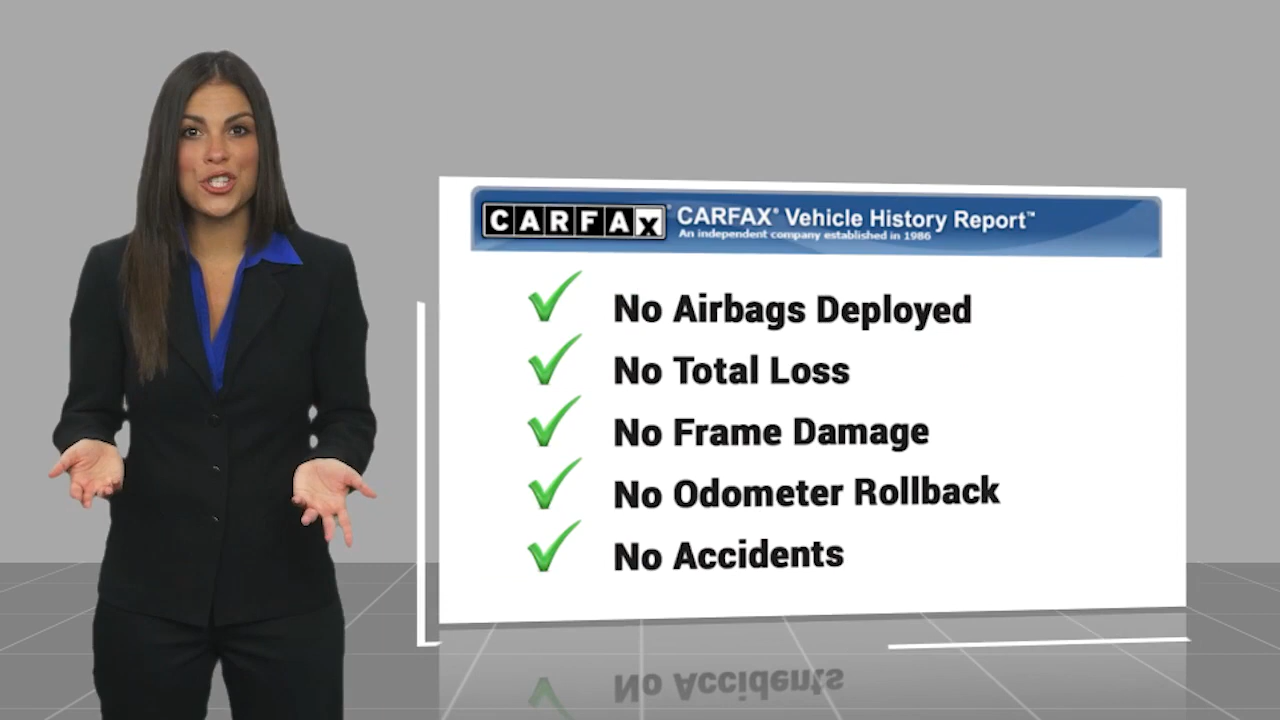 CARFAX® CARFAX® Vehicle History Report™
An independent company established in 1986
No Airbags Deployed
No Total Loss
No Frame Damage
No Odometer Rollback
No Accidents
No Accidents